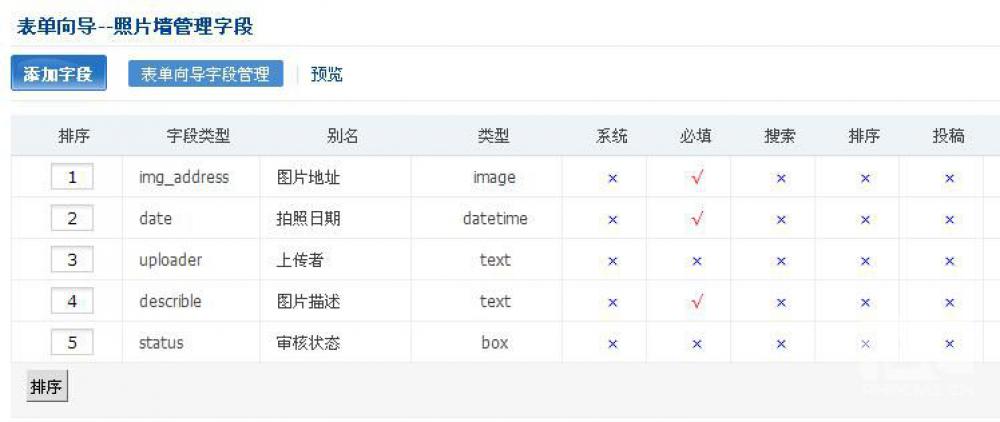 表单向导--照片墙管理字段
添加字段 表单向导字段管理 预览
排序 字段类型 别名 类型 系统 必填 搜索 排序 投稿
1 img_address 图片地址 image × √ × × ×
2 date 拍照日期 datetime × √ × × ×
3 uploader 上传者 text × × × × ×
4 describle 图片描述 text × √ × × ×
5 status 审核状态 box × × × × ×
排序